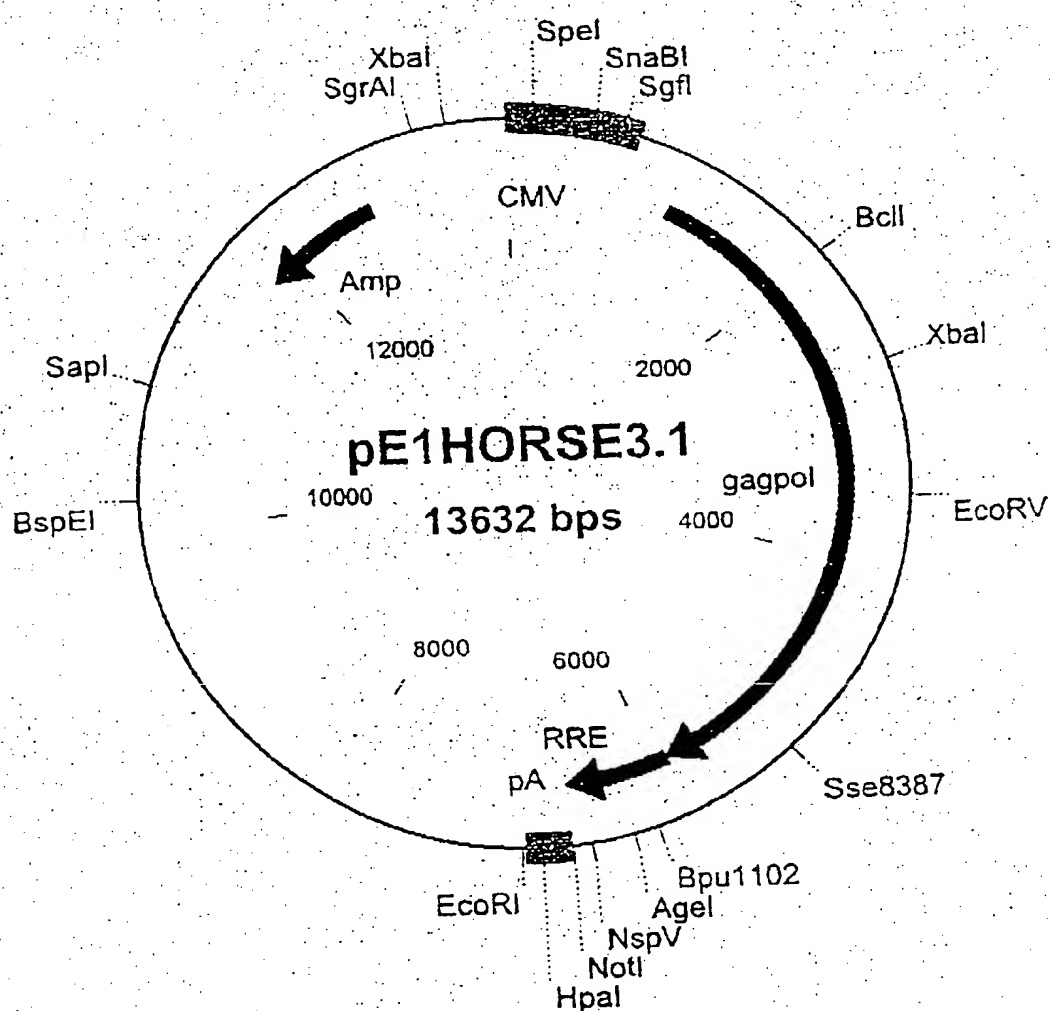 SpeI
XbaI
SnaBI
SgrAI
SgfI
CMV
BclI
Amp
XbaI
12000
2000
SapI
pE1HORSE3.1
gagpol
10000
BspEI
13632 bps
4000
EcoRV
8000
6000
RRE
pA
Sse8387
Bpu1102
EcoRI
AgeI
NspV
NotI
HpaI